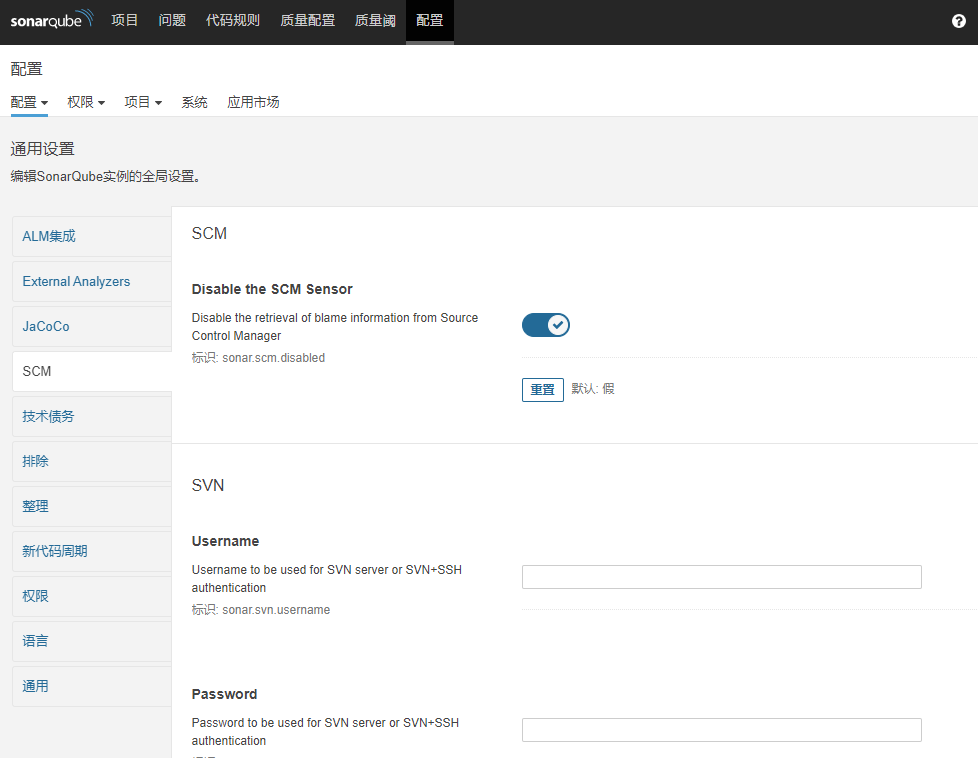 sonarqube 项目 问题 代码规则 质量配置 质量阈 配置
配置
配置 权限 项目 系统 应用市场
通用设置
编辑SonarQube实例的全局设置。
ALM集成
External Analyzers
JaCoCo
SCM
技术债务
排除
整理
新代码周期
权限
语言
通用
SCM
Disable the SCM Sensor
Disable the retrieval of blame information from Source
Control Manager
标识: sonar.scm.disabled
重置 默认: 假
SVN
Username
Username to be used for SVN server or SVN+SSH
authentication
标识: sonar.svn.username
Password
Password to be used for SVN server or SVN+SSH
authentication